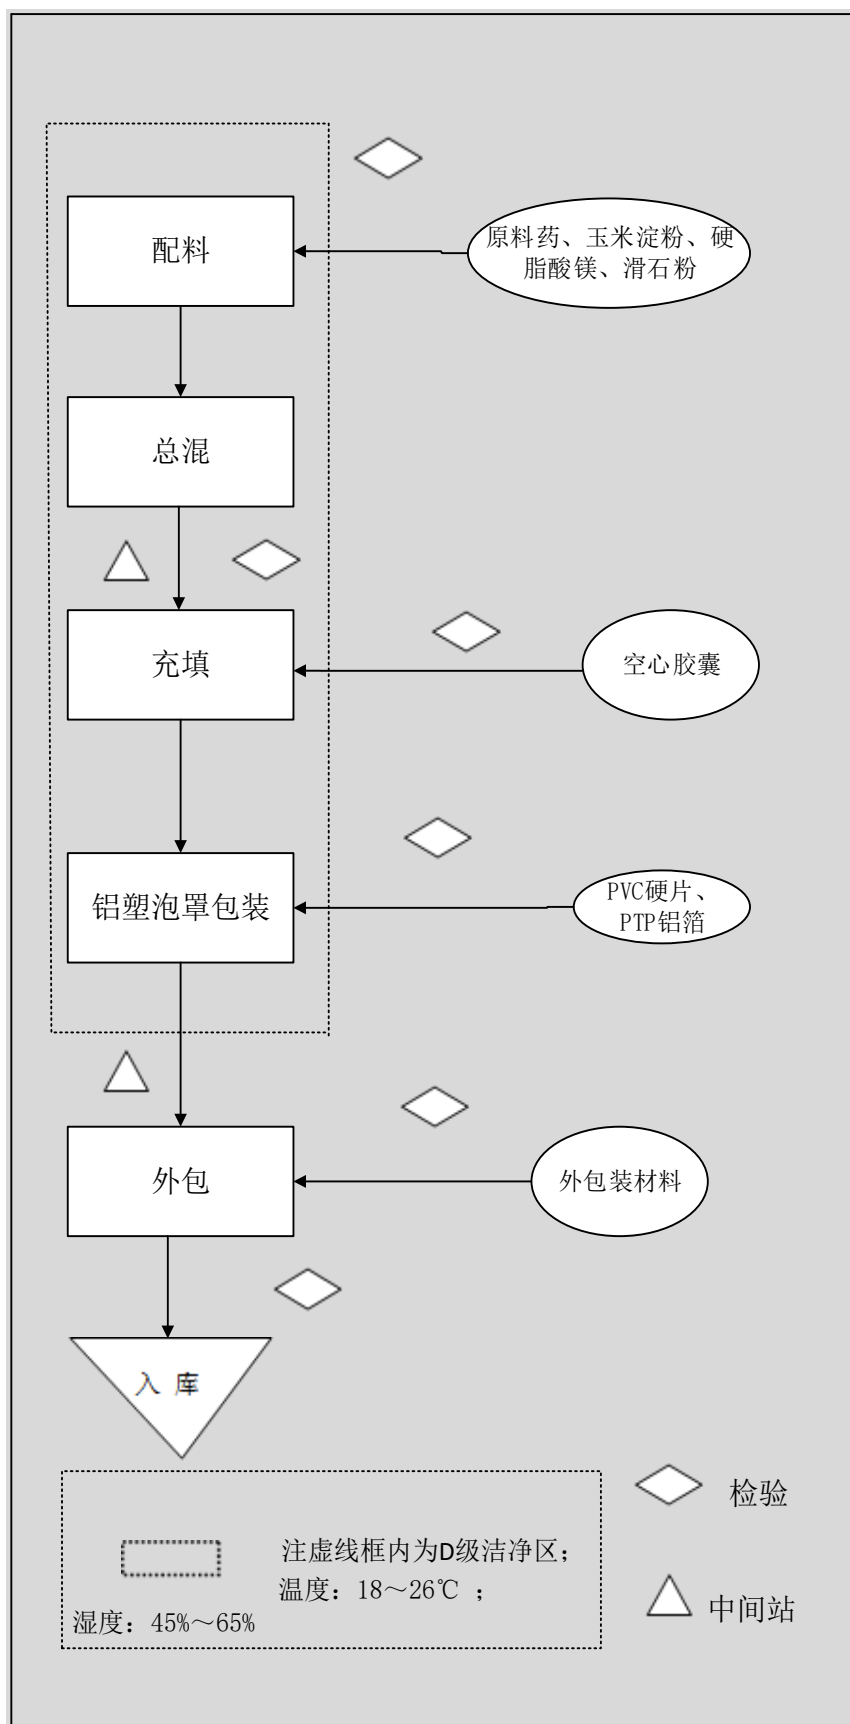 配料
原料药、玉米淀粉、硬
脂酸镁、滑石粉
总混
充填
空心胶囊
铝塑泡罩包装
PVC硬片、
PTP铝箔
外包
外包装材料
入 库
检验
注虚线框内为D级洁净区；
温度：18～26℃ ；
湿度：45%～65%
中间站